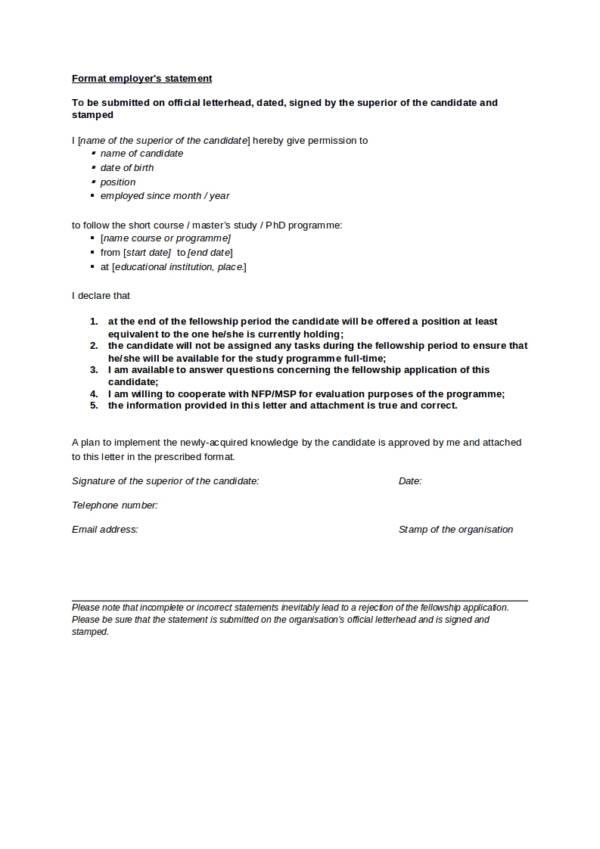 Format employer's statement
To be submitted on official letterhead, dated, signed by the superior of the candidate and
stamped
I [name of the superior of the candidate] hereby give permission to
▪ name of candidate
▪ date of birth
▪ position
▪ employed since month / year
to follow the short course / master's study / PhD programme:
▪ [name course or programme]
▪ from [start date] to [end date]
▪ at [educational institution, place.]
I declare that
1. at the end of the fellowship period the candidate will be offered a position at least
equivalent to the one he/she is currently holding;
2. the candidate will not be assigned any tasks during the fellowship period to ensure that
he/she will be available for the study programme full-time;
3. I am available to answer questions concerning the fellowship application of this
candidate;
4. I am willing to cooperate with NFP/MSP for evaluation purposes of the programme;
5. the information provided in this letter and attachment is true and correct.
A plan to implement the newly-acquired knowledge by the candidate is approved by me and attached
to this letter in the prescribed format.
Signature of the superior of the candidate: Date:
Telephone number:
Email address: Stamp of the organisation
Please note that incomplete or incorrect statements inevitably lead to a rejection of the fellowship application.
Please be sure that the statement is submitted on the organisation's official letterhead and is signed and
stamped.